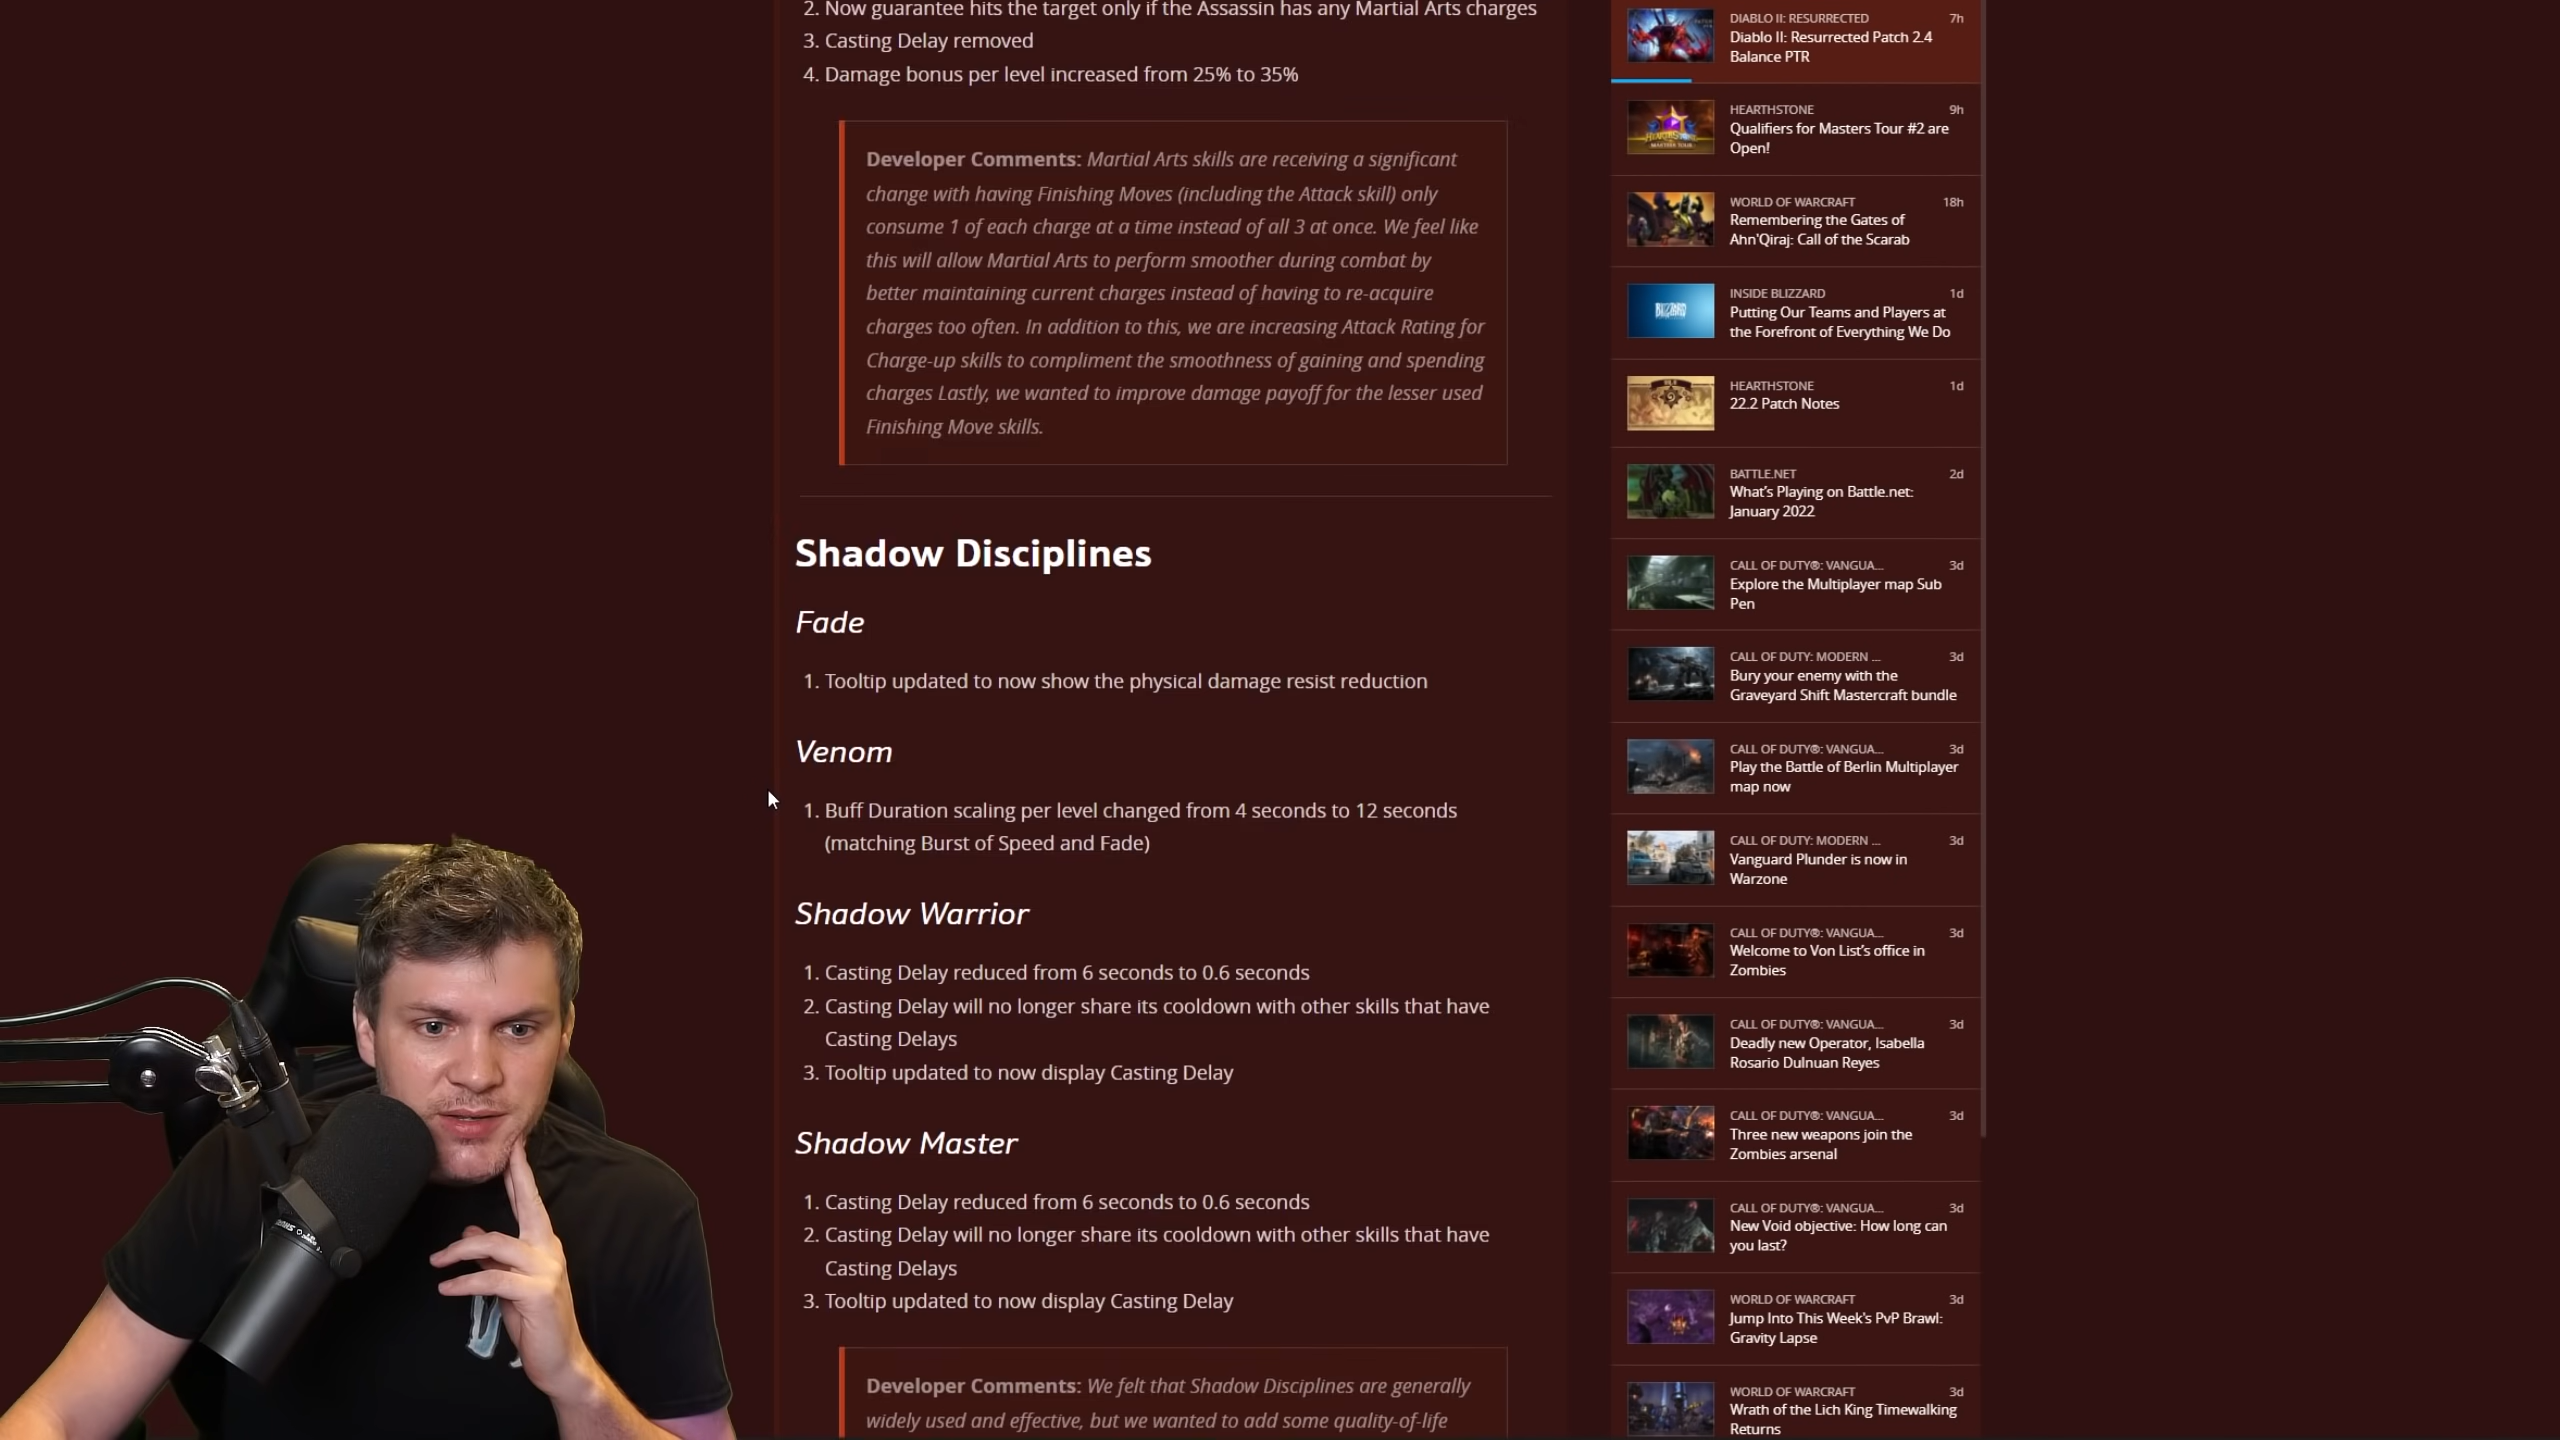 2. Now guarantee hits the target only if the Assassin has any Martial Arts charges
3. Casting Delay removed
4. Damage bonus per level increased from 25% to 35%
Developer Comments: Martial Arts skills are receiving a significant
change with having Finishing Moves (including the Attack skill) only
consume 1 of each charge at a time instead of all 3 at once. We feel like
this will allow Martial Arts to perform smoother during combat by
better maintaining current charges instead of having to re-acquire
charges too often. In addition to this, we are increasing Attack Rating for
Charge-up skills to compliment the smoothness of gaining and spending
charges Lastly, we wanted to improve damage payoff for the lesser used
Finishing Move skills.
Shadow Disciplines
Fade
1. Tooltip updated to now show the physical damage resist reduction
Venom
1. Buff Duration scaling per level changed from 4 seconds to 12 seconds
(matching Burst of Speed and Fade)
Shadow Warrior
1. Casting Delay reduced from 6 seconds to 0.6 seconds
2. Casting Delay will no longer share its cooldown with other skills that have
Casting Delays
3. Tooltip updated to now display Casting Delay
Shadow Master
1. Casting Delay reduced from 6 seconds to 0.6 seconds
2. Casting Delay will no longer share its cooldown with other skills that have
Casting Delays
3. Tooltip updated to now display Casting Delay
Developer Comments: We felt that Shadow Disciplines are generally
widely used and effective, but we wanted to add some quality-of-life
DIABLO II: RESURRECTED 7h
Diablo II: Resurrected Patch 2.4
Balance PTR
HEARTHSTONE 9h
Qualifiers for Masters Tour #2 are
Open!
WORLD OF WARCRAFT 18h
Remembering the Gates of
Ahn'Qiraj: Call of the Scarab
BLIZZARD
INSIDE BLIZZARD 1d
Putting Our Teams and Players at
the Forefront of Everything We Do
HEARTHSTONE 1d
22.2 Patch Notes
BATTLE.NET 2d
What's Playing on Battle.net:
January 2022
CALL OF DUTY®: VANGUA... 3d
Explore the Multiplayer map Sub
Pen
CALL OF DUTY: MODERN ... 3d
Bury your enemy with the
Graveyard Shift Mastercraft bundle
CALL OF DUTY®: VANGUA... 3d
Play the Battle of Berlin Multiplayer
map now
CALL OF DUTY: MODERN ... 3d
Vanguard Plunder is now in
Warzone
CALL OF DUTY®: VANGUA... 3d
Welcome to Von List's office in
Zombies
CALL OF DUTY®: VANGUA... 3d
Deadly new Operator, Isabella
Rosario Dulnuan Reyes
CALL OF DUTY®: VANGUA... 3d
Three new weapons join the
Zombies arsenal
CALL OF DUTY®: VANGUA... 3d
New Void objective: How long can
you last?
WORLD OF WARCRAFT 3d
Jump Into This Week's PvP Brawl:
Gravity Lapse
WORLD OF WARCRAFT 3d
Wrath of the Lich King Timewalking
Returns